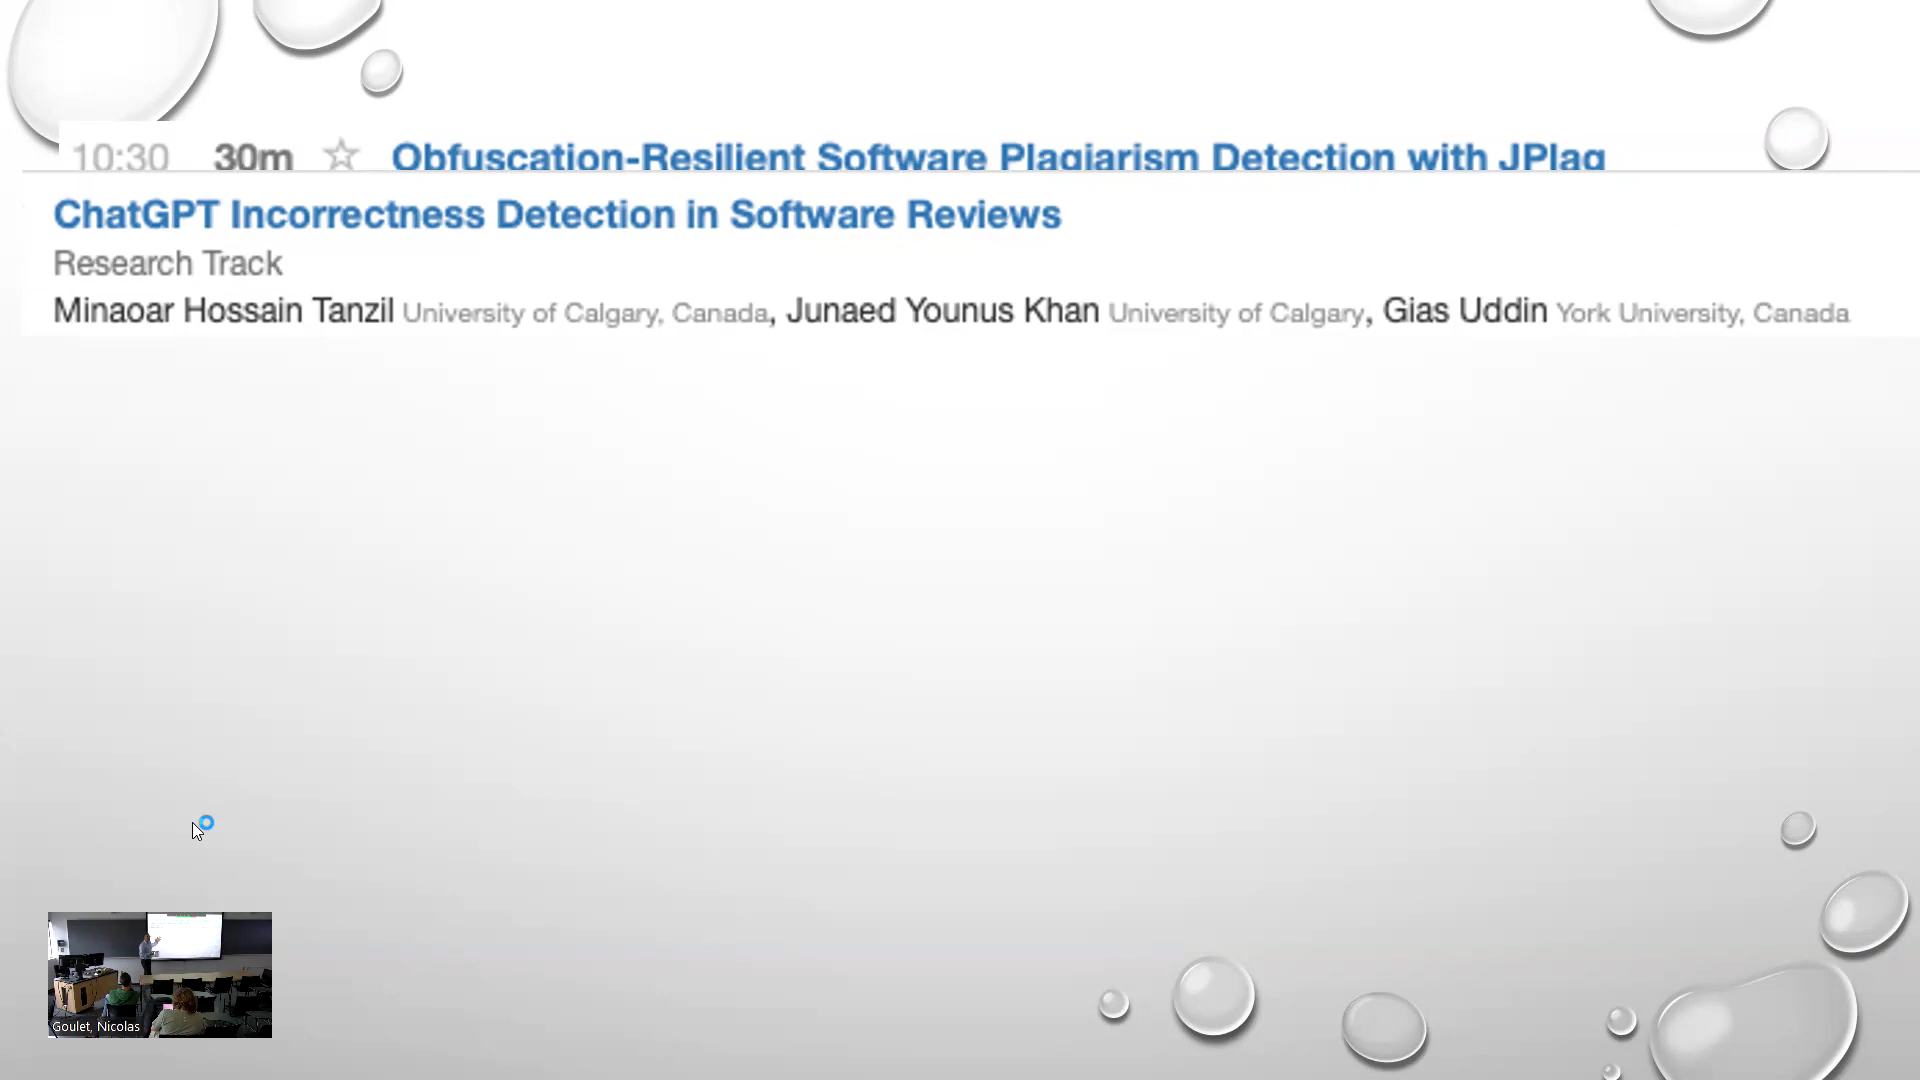 10:30 30m ☆ Obfuscation-Resilient Software Plagiarism Detection with JPlag
ChatGPT Incorrectness Detection in Software Reviews
Research Track
Minaoar Hossain Tanzil University of Calgary, Canada, Junaed Younus Khan University of Calgary, Gias Uddin York University, Canada
Goulet, Nicolas